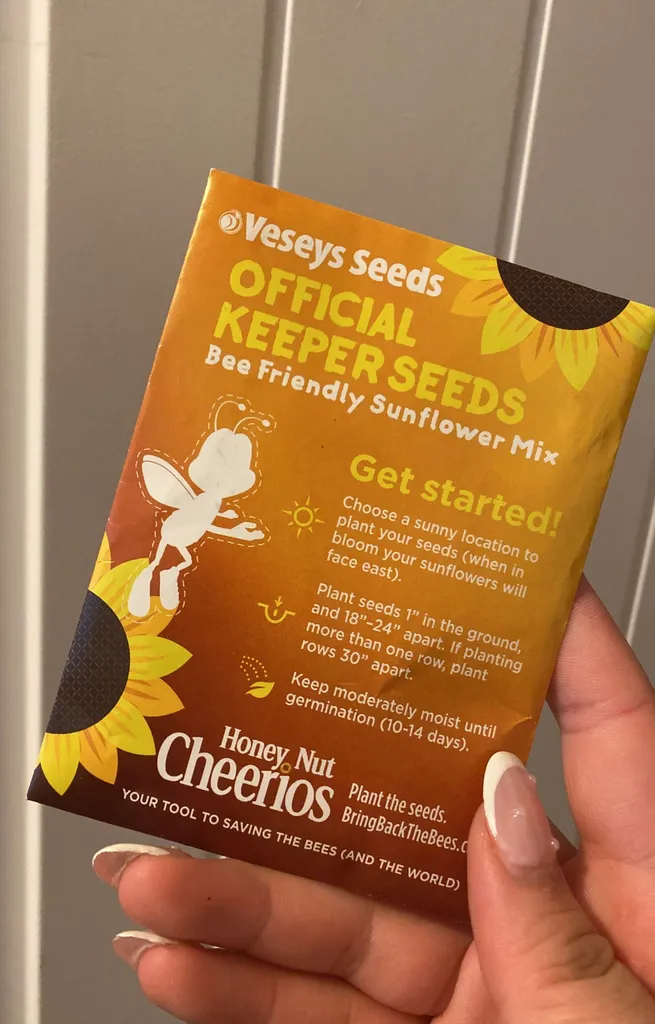 Veseys Seeds
OFFICIAL
KEEPER SEEDS
Bee Friendly Sunflower Mix
Get started!
Choose a sunny location to
plant your seeds (when in
bloom your sunflowers will
face east).
Plant seeds 1" in the ground,
and 18"-24" apart. If planting
more than one row, plant
rows 30" apart.
Keep moderately moist until
germination (10-14 days).
Honey Nut
Cheerios
Plant the seeds.
BringBackTheBees.c
YOUR TOOL TO SAVING THE BEES (AND THE WORLD)